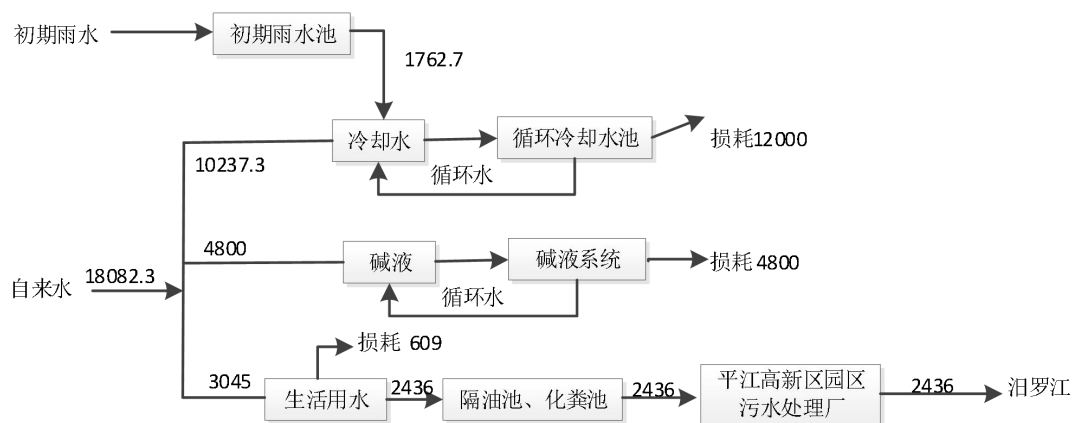 初期雨水
初期雨水池
1762.7
冷却水
循环冷却水池
损耗12000
10237.3
循环水
4800
碱液
碱液系统
损耗 4800
自来水
18082.3
循环水
损耗 609
3045
生活用水
2436
隔油池、化粪池
2436
平江高新区园区
污水处理厂
2436
汨罗江